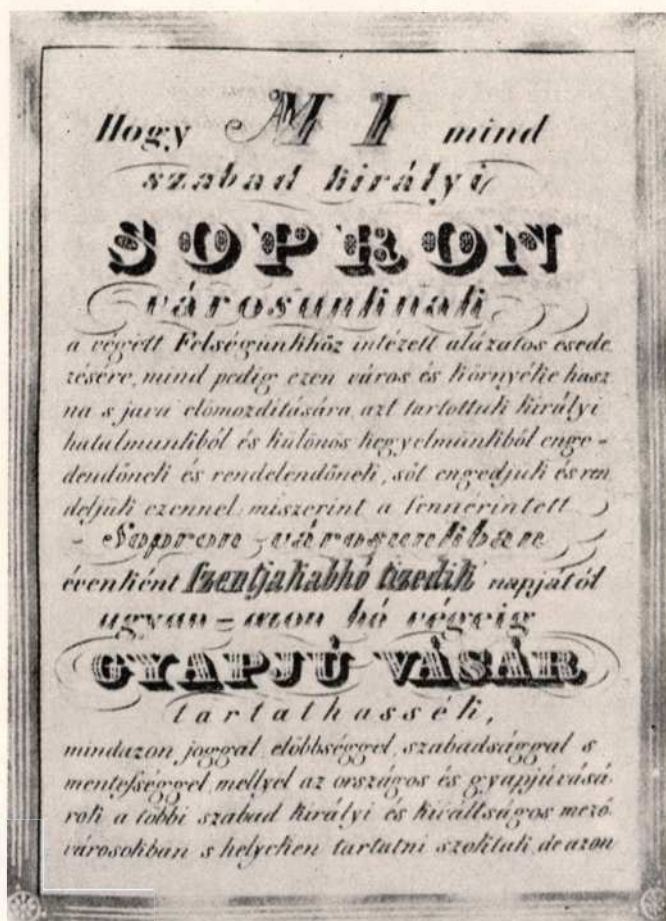 Hogy MI mind
szabad királyi
SOPRON
városunknak
a végett Felségünkhöz intézett alázatos esede
zésére, mind pedig ezen város és környéke hasz
na s java előmozdítására, azt tartottuk királyi
hatalmunkból és különös kegyelmünkből enge-
dendőnek és rendelendőnek, sőt engedjük és ren
deljük ezennel miszerint a fennérintett
Sopron városunkban
évenként Szentjakabhó tizedik napjától
ugyan-azon hó végeig
GYAPJÚ VÁSÁR
tartathassék,
mindazon joggal, előbbséggel, szabadsággal s
mentességgel mellyel az országos és gyapjúvásá
rok a többi szabad királyi és kiváltságos mező
városokban s helyeken tartatni szoktak, de azon